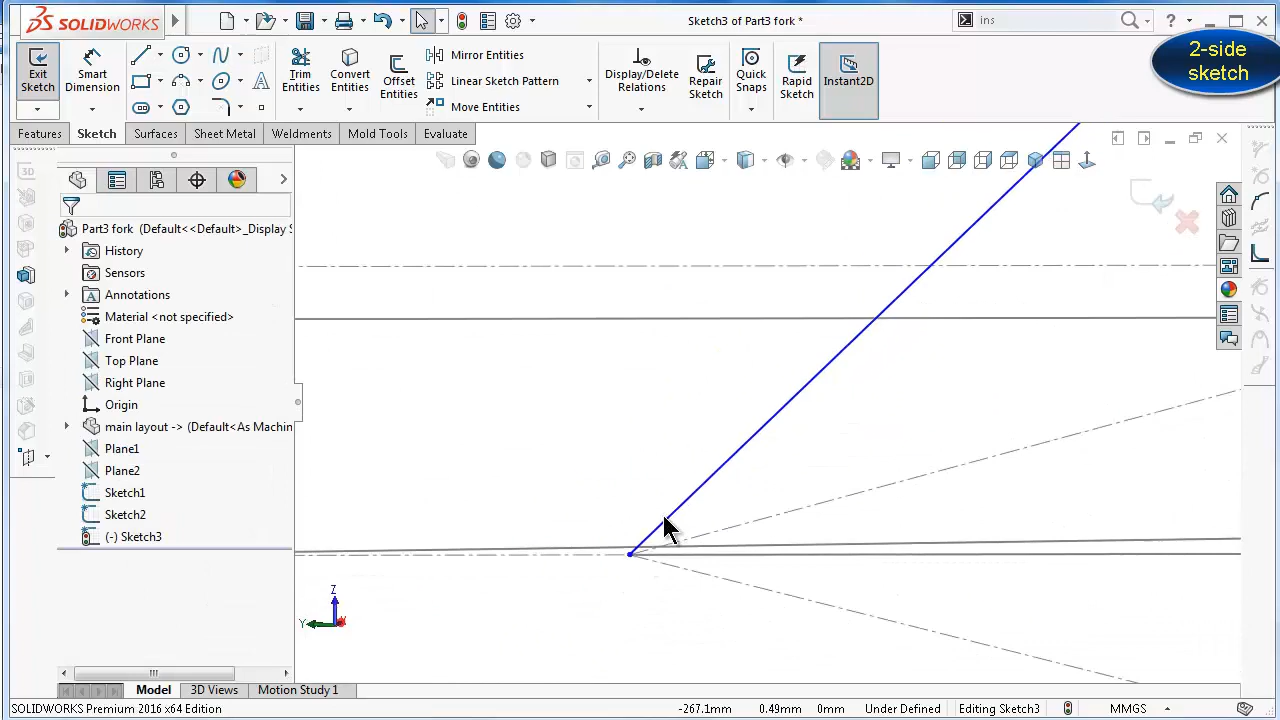 SOLIDWORKS
Sketch3 of Part3 fork *
ins
?
2-side
sketch
Exit
Sketch
Smart
Dimension
Trim
Entities
Convert
Entities
Offset
Entities
Mirror Entities
Linear Sketch Pattern
Move Entities
Display/Delete
Relations
Repair
Sketch
Quick
Snaps
Rapid
Sketch
Instant2D
Features
Sketch
Surfaces
Sheet Metal
Weldments
Mold Tools
Evaluate
Part3 fork (Default<<Default>_Display S
History
Sensors
Annotations
Material <not specified>
Front Plane
Top Plane
Right Plane
Origin
main layout -> (Default<As Machin
Plane1
Plane2
Sketch1
Sketch2
(-) Sketch3
Z
Y
Model
3D Views
Motion Study 1
SOLIDWORKS Premium 2016 x64 Edition
-267.1mm
0.49mm
0mm
Under Defined
Editing Sketch3
MMGS